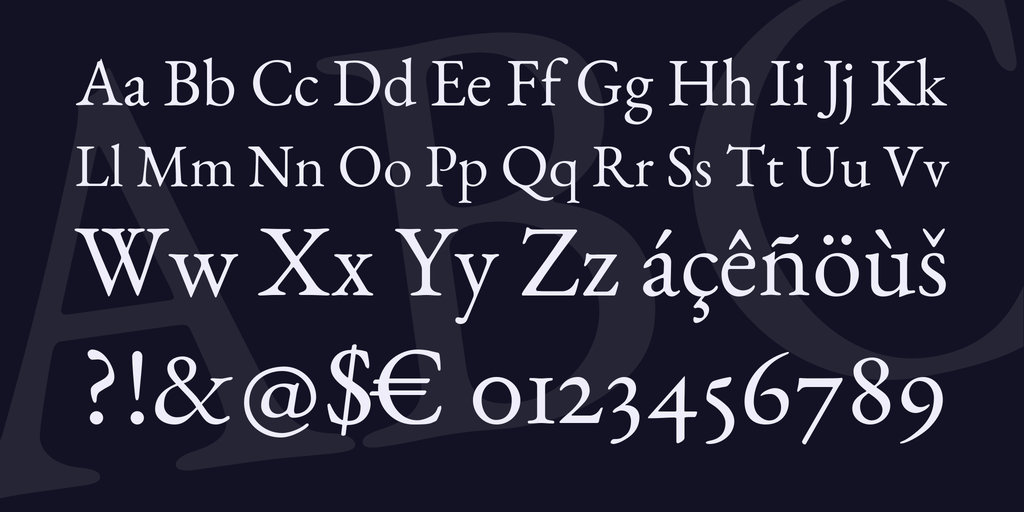 Aa Bb Cc Dd Ee Ff Gg Hh Ii Jj Kk
Ll Mm Nn Oo Pp Qq Rr Ss Tt Uu Vv
Ww Xx Yy Zz áçêñöùš
?!&@$€ 0123456789
ABC